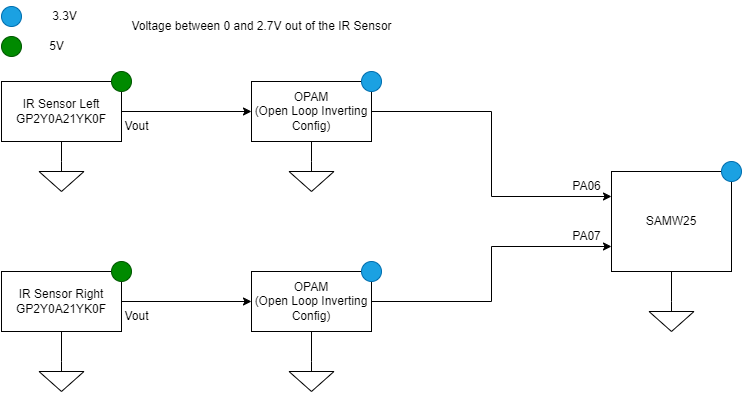 3.3V
Voltage between 0 and 2.7V out of the IR Sensor
5V
IR Sensor Left
GP2Y0A21YK0F
Vout
OPAM
(Open Loop Inverting
Config)
PA06
SAMW25
PA07
IR Sensor Right
GP2Y0A21YK0F
Vout
OPAM
(Open Loop Inverting
Config)